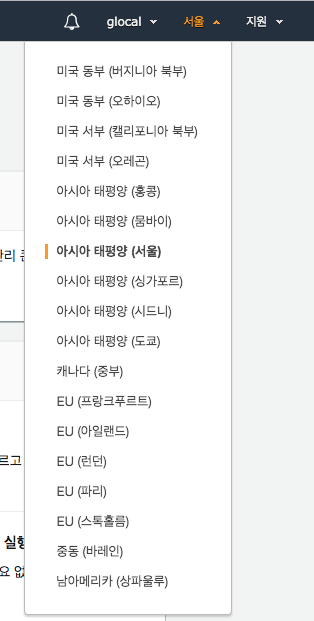 glocal 서울 지원
미국 동부 (버지니아 북부)
미국 동부 (오하이오)
미국 서부 (캘리포니아 북부)
미국 서부 (오레곤)
아시아 태평양 (홍콩)
아시아 태평양 (뭄바이)
아시아 태평양 (서울)
아시아 태평양 (싱가포르)
아시아 태평양 (시드니)
아시아 태평양 (도쿄)
캐나다 (중부)
EU (프랑크푸르트)
EU (아일랜드)
EU (런던)
르고
EU (파리)
EU (스톡홀름)
실행
중동 (바레인)
요 없
남아메리카 (상파울루)